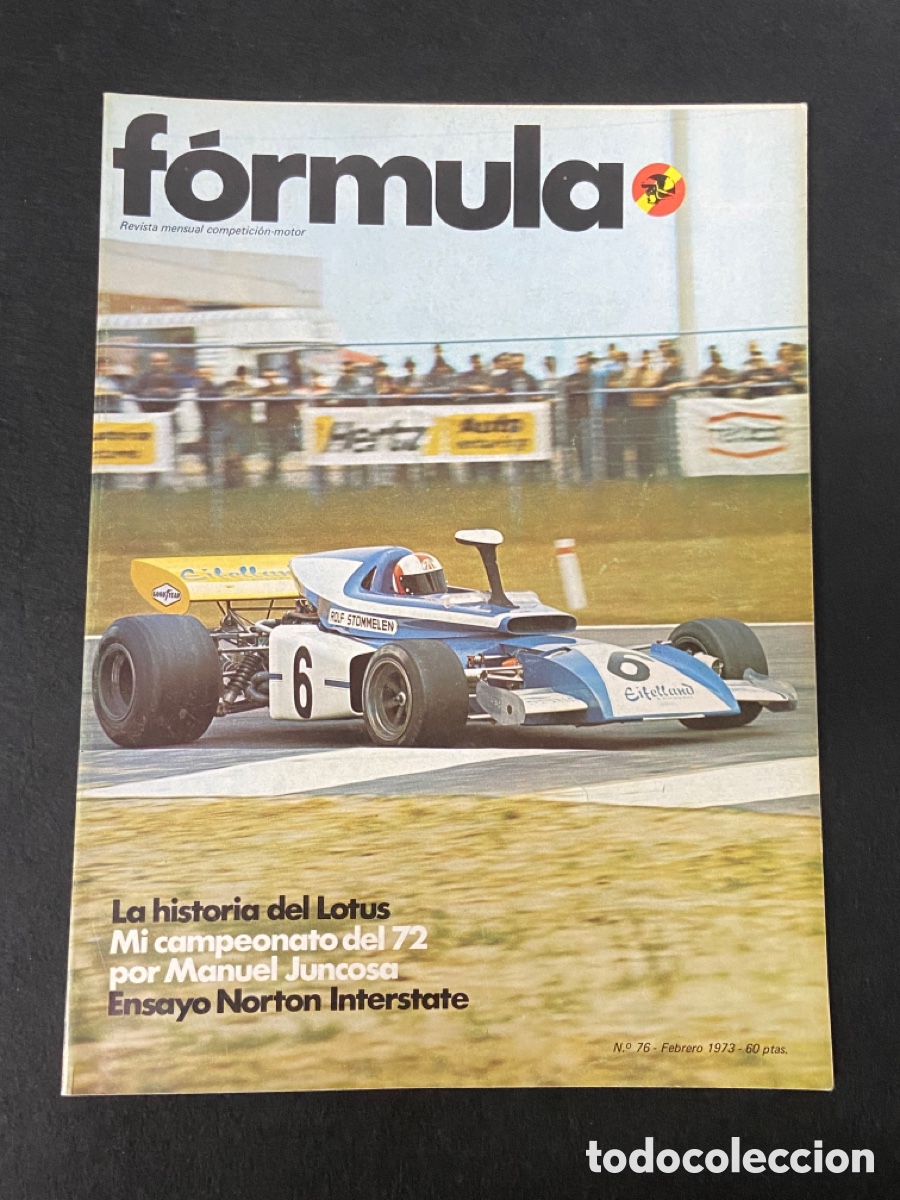 fórmula
Revista mensual competición-motor
Hertz
Eifelland
GOODYEAR
ROLF STOMMELEN
6
6
Eifelland
La historia del Lotus
Mi campeonato del 72
por Manuel Juncosa
Ensayo Norton Interstate
N.º 76 - Febrero 1973 - 60 ptas.
todocoleccion